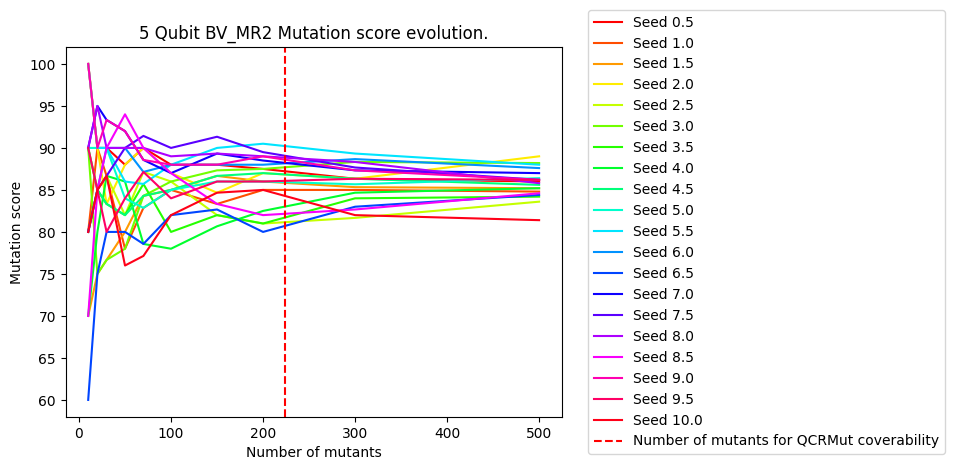 5 Qubit BV_MR2 Mutation score evolution.
100
95
90
85
80
75
70
65
60
Mutation score
0
100
200
300
400
500
Number of mutants
Seed 0.5
Seed 1.0
Seed 1.5
Seed 2.0
Seed 2.5
Seed 3.0
Seed 3.5
Seed 4.0
Seed 4.5
Seed 5.0
Seed 5.5
Seed 6.0
Seed 6.5
Seed 7.0
Seed 7.5
Seed 8.0
Seed 8.5
Seed 9.0
Seed 9.5
Seed 10.0
Number of mutants for QCRMut coverability